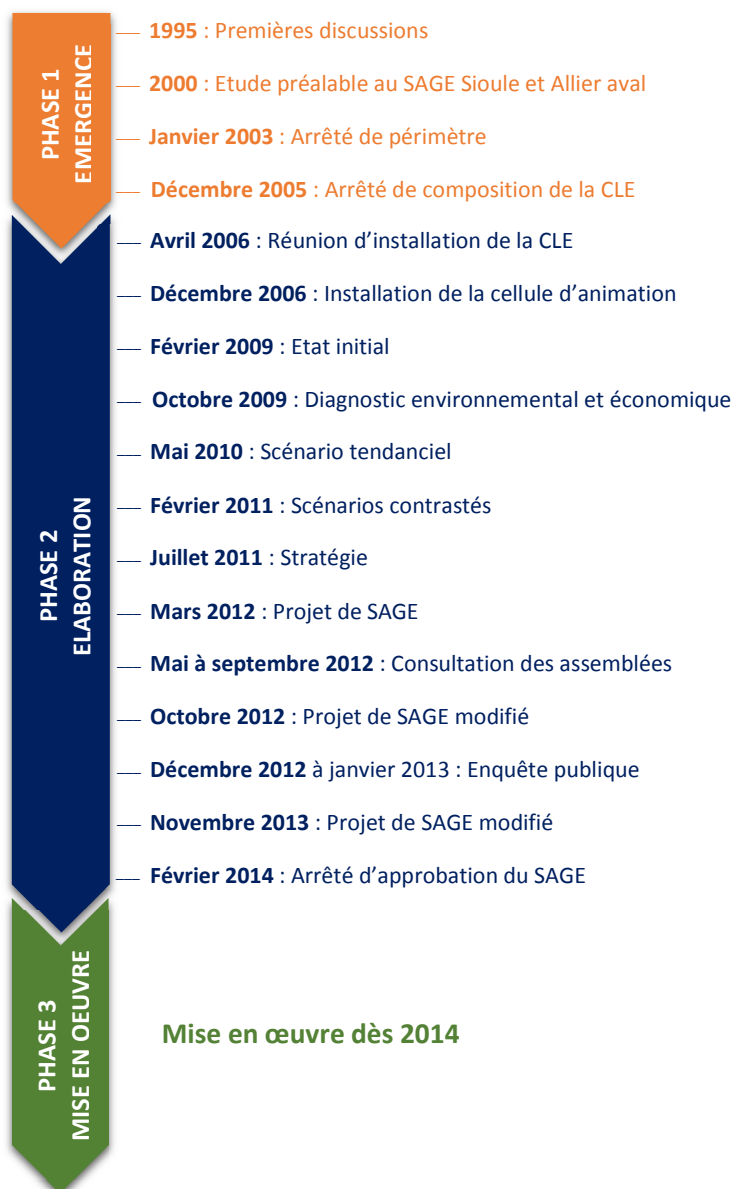 PHASE 1
EMERGENCE
1995 : Premières discussions
2000 : Etude préalable au SAGE Sioule et Allier aval
Janvier 2003 : Arrêté de périmètre
Décembre 2005 : Arrêté de composition de la CLE
PHASE 2
ELABORATION
Avril 2006 : Réunion d’installation de la CLE
Décembre 2006 : Installation de la cellule d’animation
Février 2009 : Etat initial
Octobre 2009 : Diagnostic environnemental et économique
Mai 2010 : Scénario tendanciel
Février 2011 : Scénarios contrastés
Juillet 2011 : Stratégie
Mars 2012 : Projet de SAGE
Mai à septembre 2012 : Consultation des assemblées
Octobre 2012 : Projet de SAGE modifié
Décembre 2012 à janvier 2013 : Enquête publique
Novembre 2013 : Projet de SAGE modifié
Février 2014 : Arrêté d’approbation du SAGE
PHASE 3
MISE EN OEUVRE
Mise en œuvre dès 2014